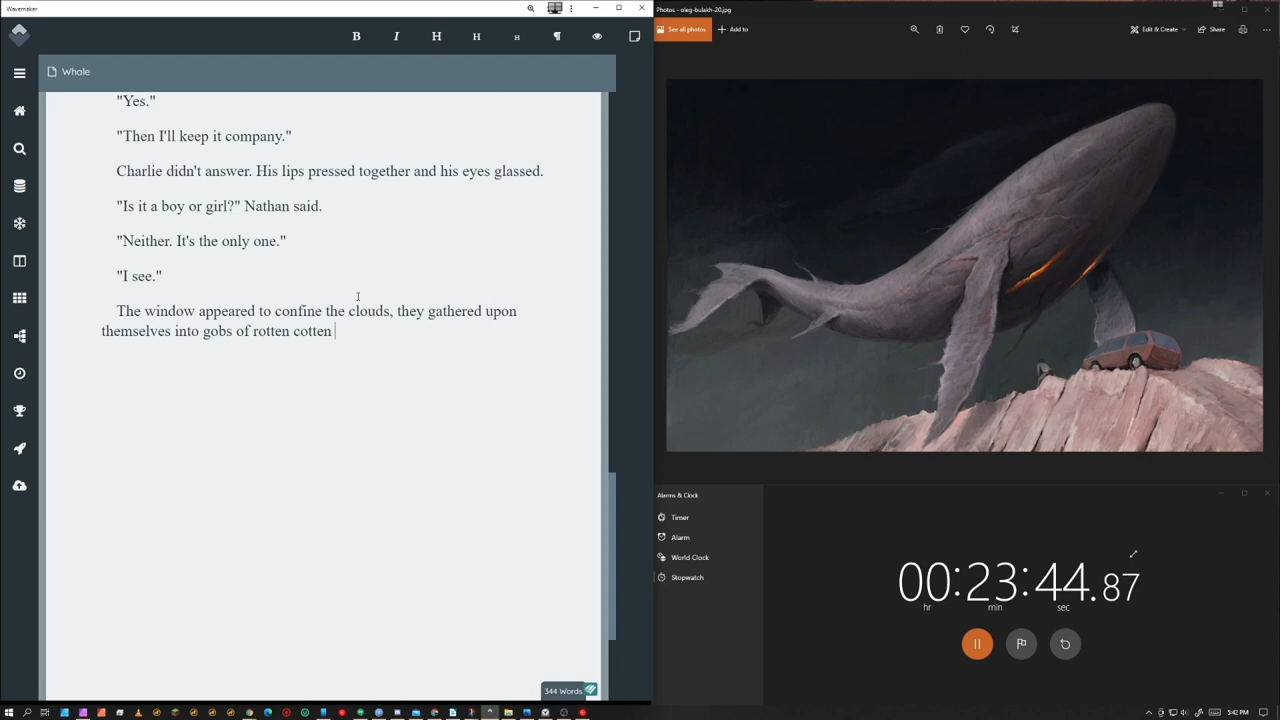 Wavemaker
B I H H H ¶
Whale
"Yes."
"Then I'll keep it company."
Charlie didn't answer. His lips pressed together and his eyes glassed.
"Is it a boy or girl?" Nathan said.
"Neither. It's the only one."
"I see."
The window appeared to confine the clouds, they gathered upon
themselves into gobs of rotten cotten
344 Words
Photos - oleg-bulakh-20.jpg
See all photos
Add to
Edit & Create
Share
Alarms & Clock
Timer
Alarm
World Clock
Stopwatch
00:23:44.87
hr min sec
5:42 PM